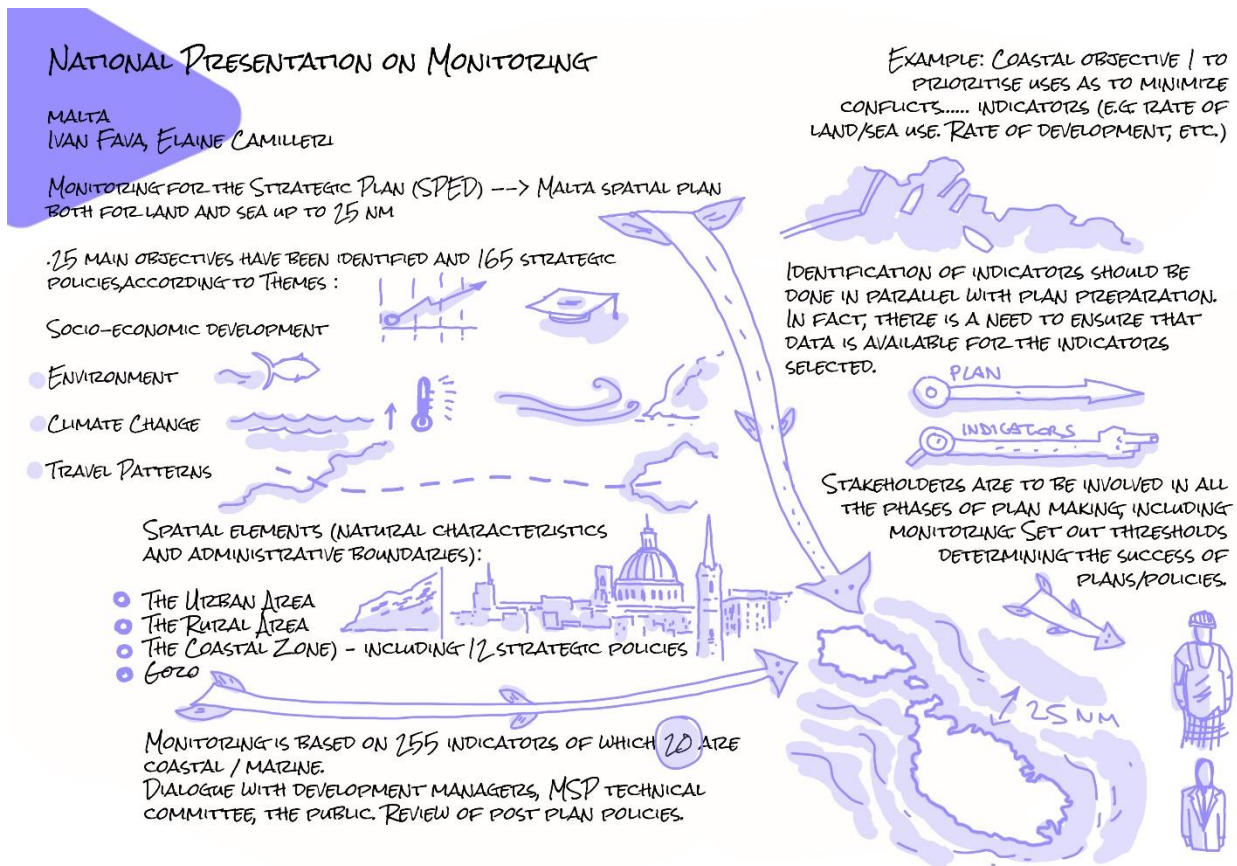 National Presentation on Monitoring
Malta
Ivan Fava, Elaine Camilleri
Monitoring for the Strategic Plan (SPED) ---> Malta spatial plan
both for land and sea up to 25 nm
.25 main objectives have been identified and 165 strategic
policies,according to Themes :
Socio-economic development
Environment
Climate Change
Travel Patterns
Spatial elements (natural characteristics
and administrative boundaries):
The Urban Area
The Rural Area
The Coastal Zone) - including 12 strategic policies
Gozo
Monitoring is based on 255 indicators of which 20 are
coastal / marine.
Dialogue with development managers, MSP technical
committee, the public. Review of post plan policies.
Example: Coastal objective 1 to
prioritise uses as to minimize
conflicts...... indicators (e.g. rate of
land/sea use. Rate of development, etc.)
Identification of indicators should be
done in parallel with plan preparation.
In fact, there is a need to ensure that
data is available for the indicators
selected.
PLAN
INDICATORS
Stakeholders are to be involved in all
the phases of plan making, including
monitoring. Set out thresholds
determining the success of
plans/policies.
25 NM